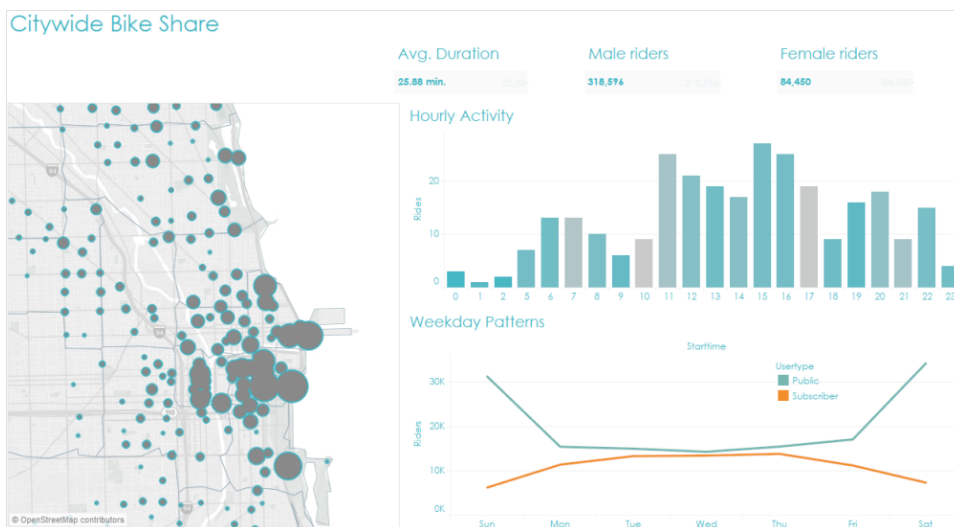 Citywide Bike Share
Avg. Duration
25.88 min.
Male riders
318,596
Female riders
84,450
Hourly Activity
Rides
20
10
0
0 1 2 5 6 7 8 9 10 11 12 13 14 15 16 17 18 19 20 21 22 23
Weekday Patterns
Starttime
Usertype
Public
Subscriber
Riders
30K
20K
10K
0K
Sun Mon Tue Wed Thu Fri Sat
© OpenStreetMap contributors